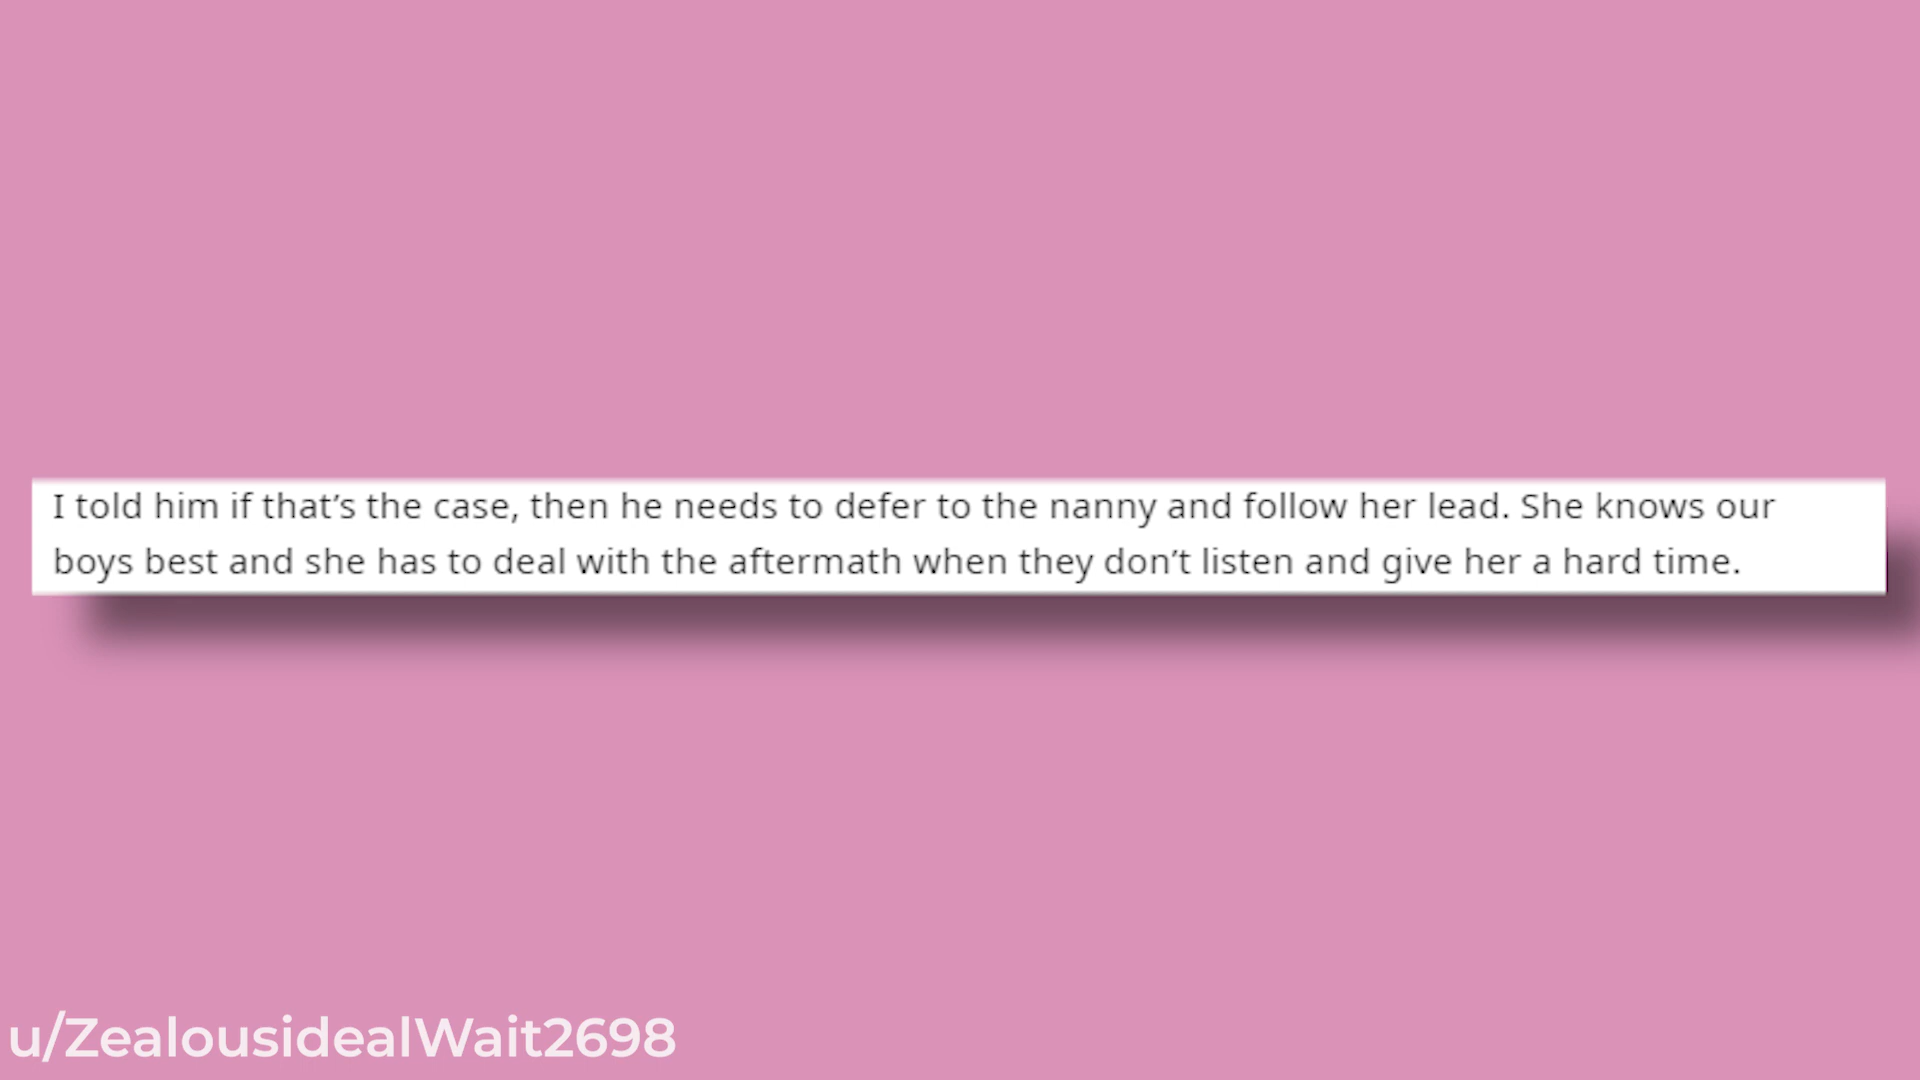 I told him if that’s the case, then he needs to defer to the nanny and follow her lead. She knows our
boys best and she has to deal with the aftermath when they don’t listen and give her a hard time.
u/ZealousidealWait2698